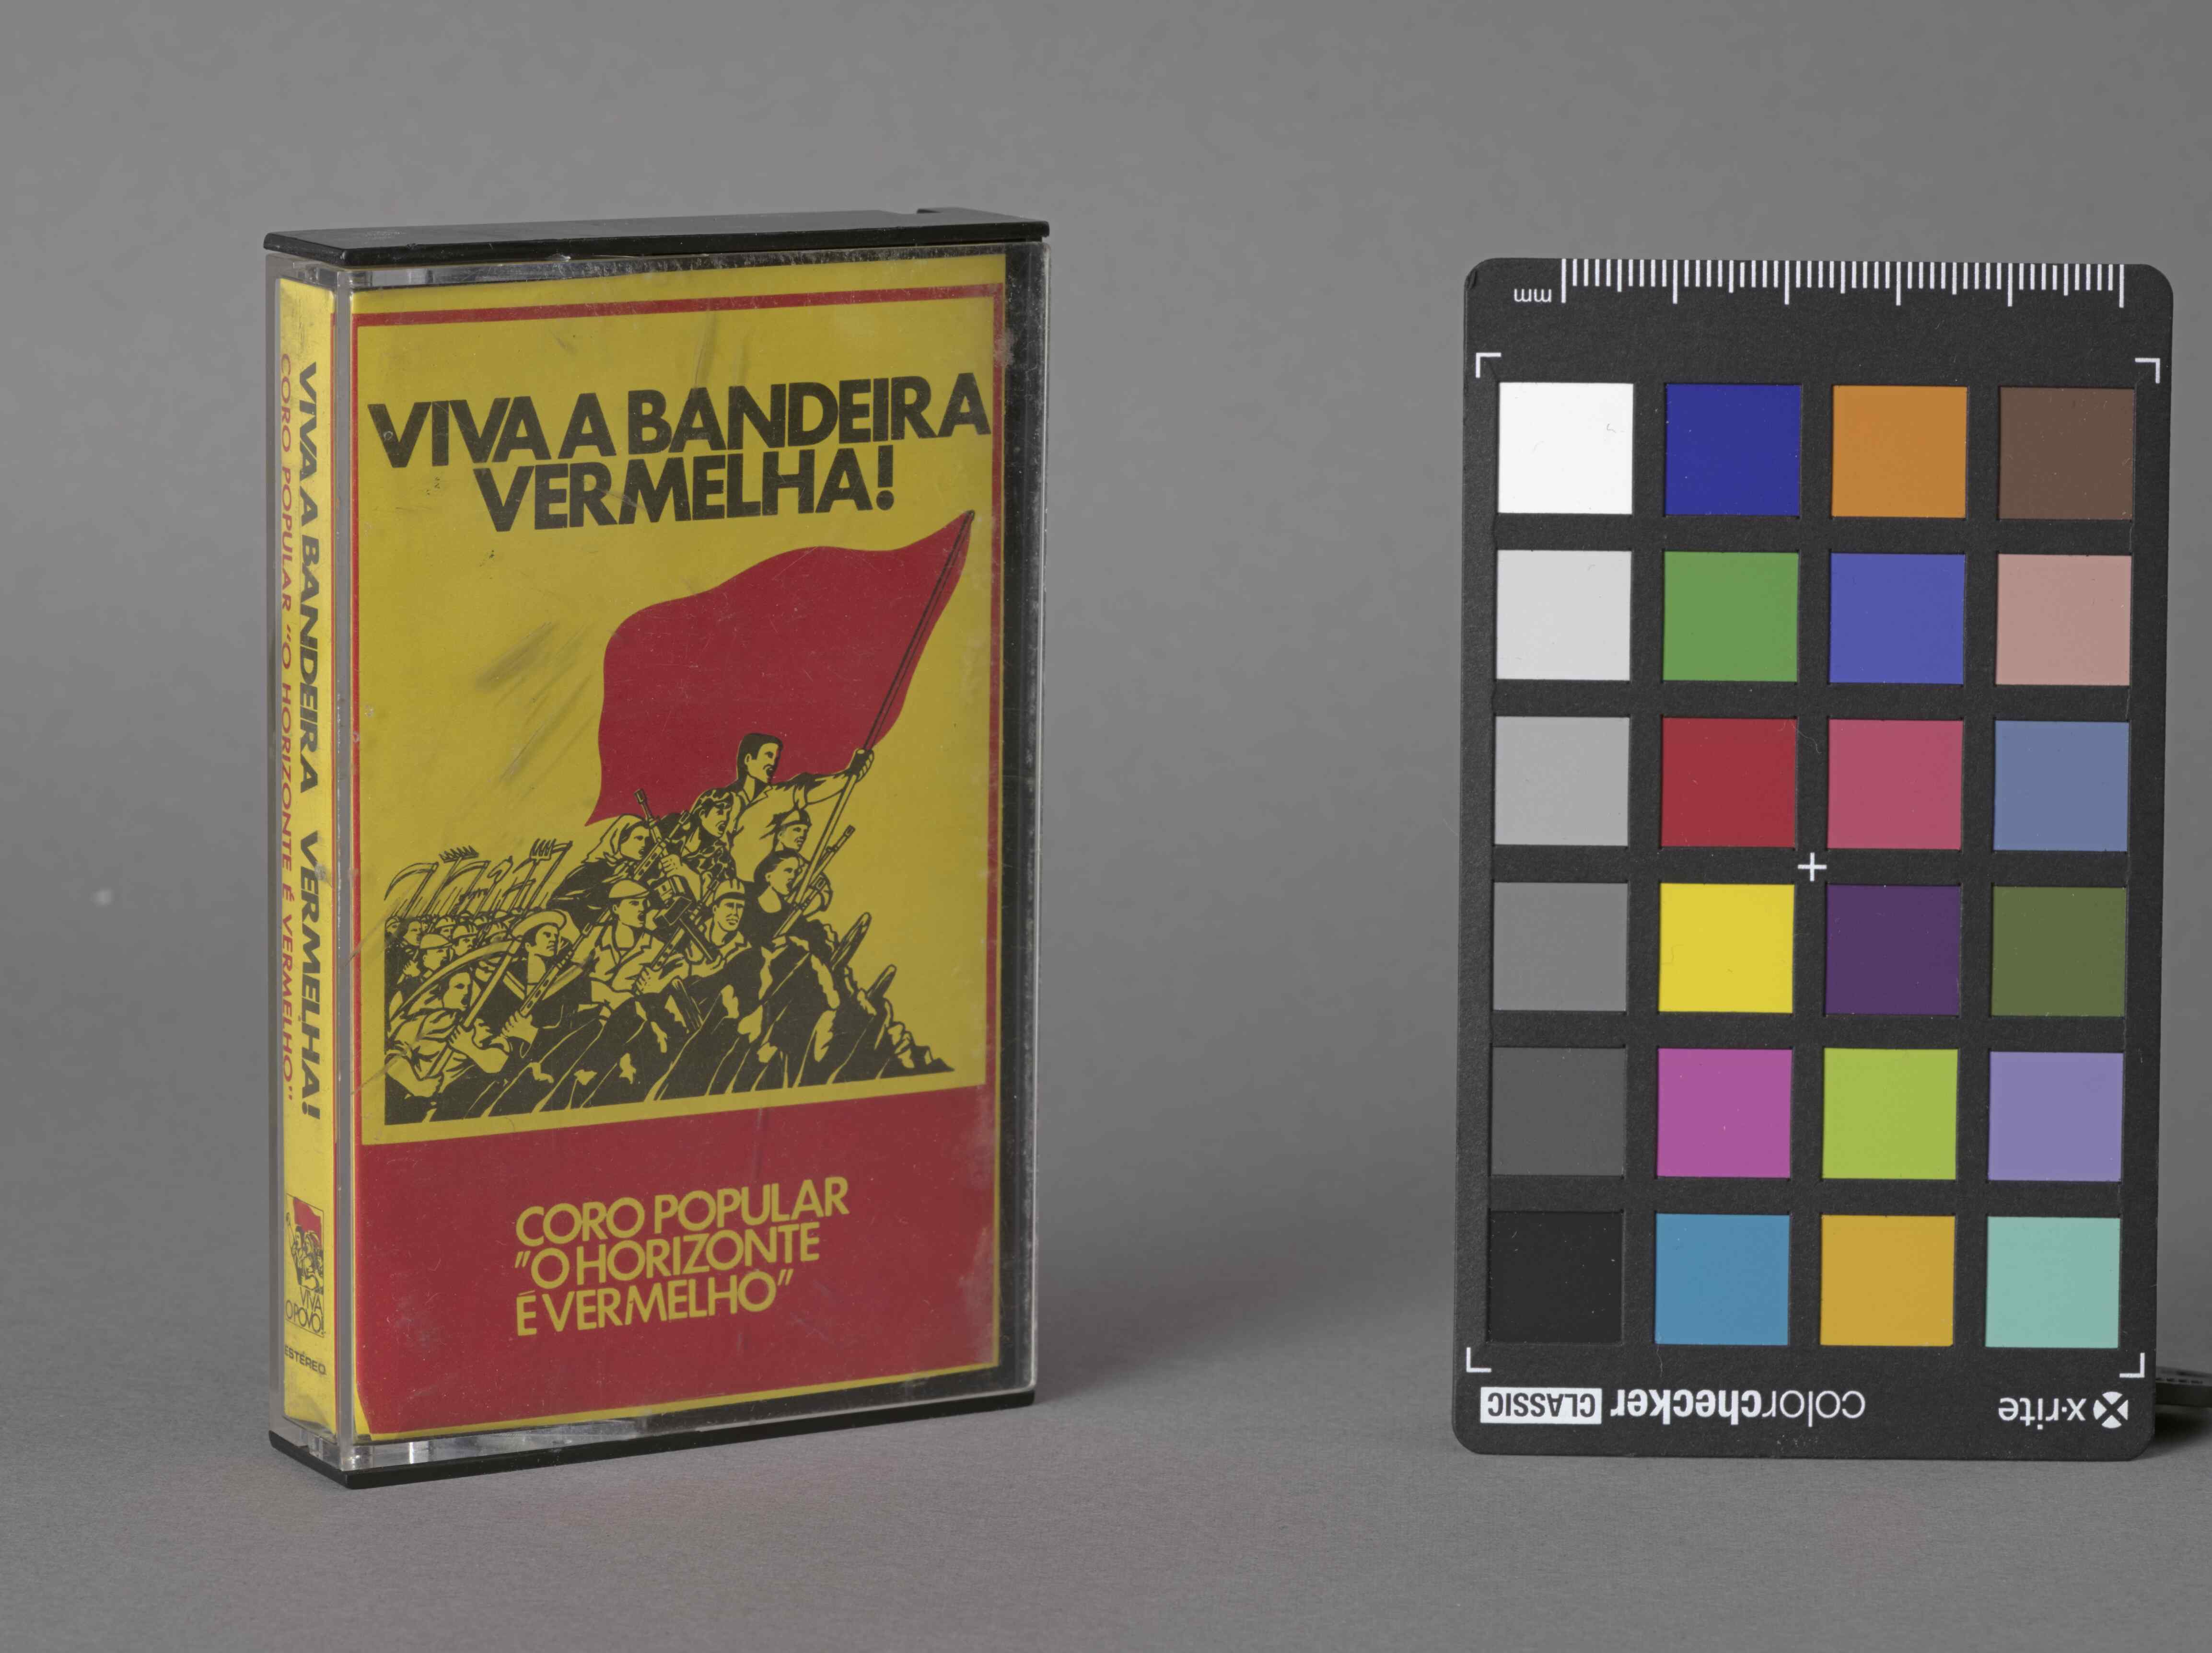 VIVA A BANDEIRA
VERMELHA!
CORO POPULAR
"O HORIZONTE
É VERMELHO"
VIVA A BANDEIRA VERMELHA!
CORO POPULAR "O HORIZONTE É VERMELHO"
VIVA
O POVO!
ESTÉREO
mm
x·rite
colorchecker CLASSIC